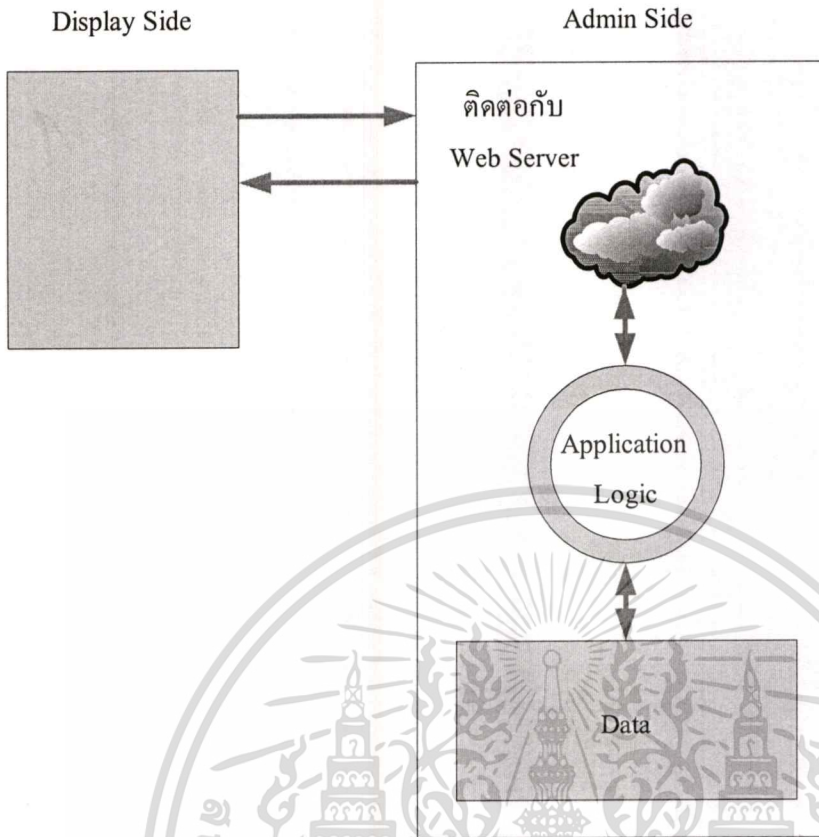 Display Side
Admin Side
ติดต่อกับ
Web Server
Application
Logic
Data